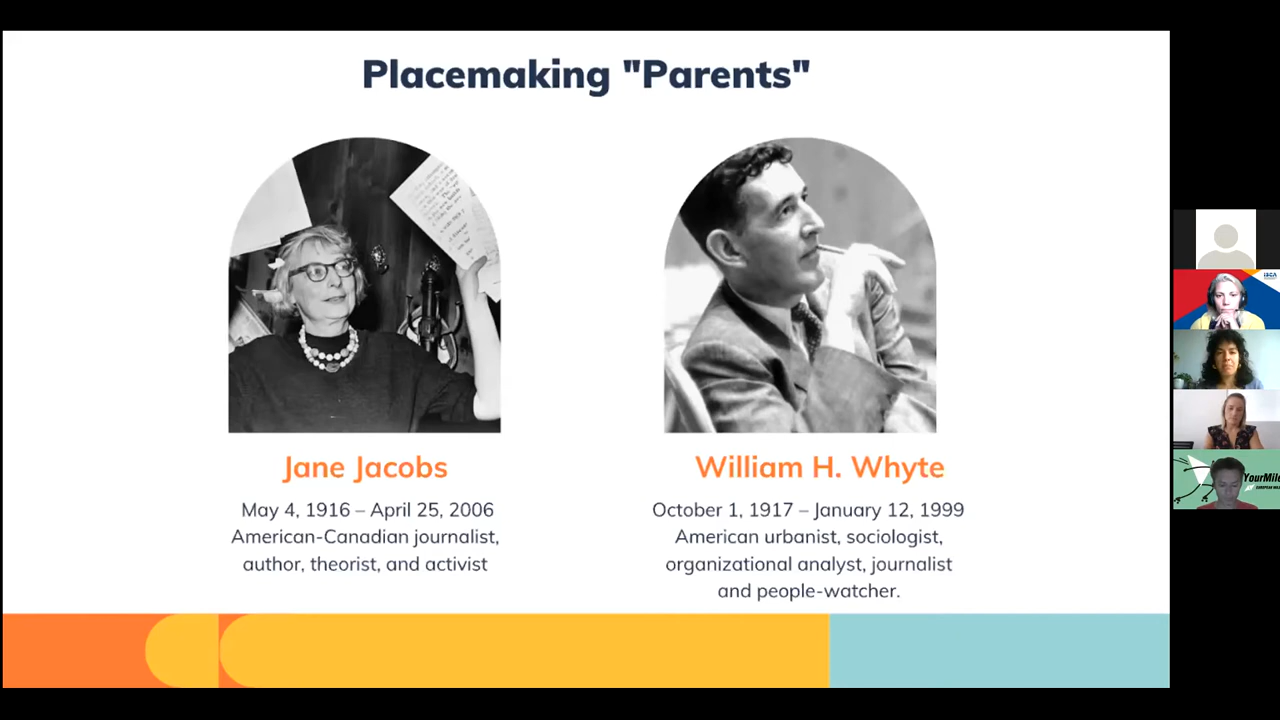 Placemaking "Parents"
Jane Jacobs
May 4, 1916 – April 25, 2006
American-Canadian journalist,
author, theorist, and activist
William H. Whyte
October 1, 1917 – January 12, 1999
American urbanist, sociologist,
organizational analyst, journalist
and people-watcher.
YourMile